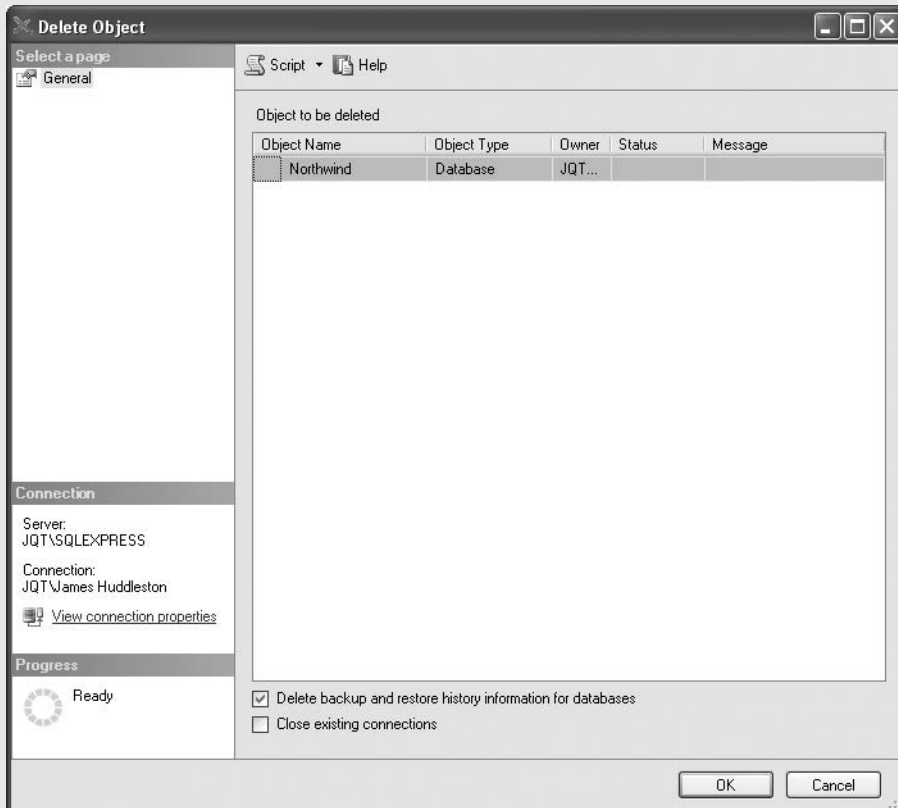 Delete Object
Select a page
General
Script Help
Object to be deleted
Object Name Object Type Owner Status Message
Northwind Database JQT...
Connection
Server:
JQT\SQLEXPRESS
Connection:
JQT\James Huddleston
View connection properties
Progress
Ready
Delete backup and restore history information for databases
Close existing connections
OK Cancel